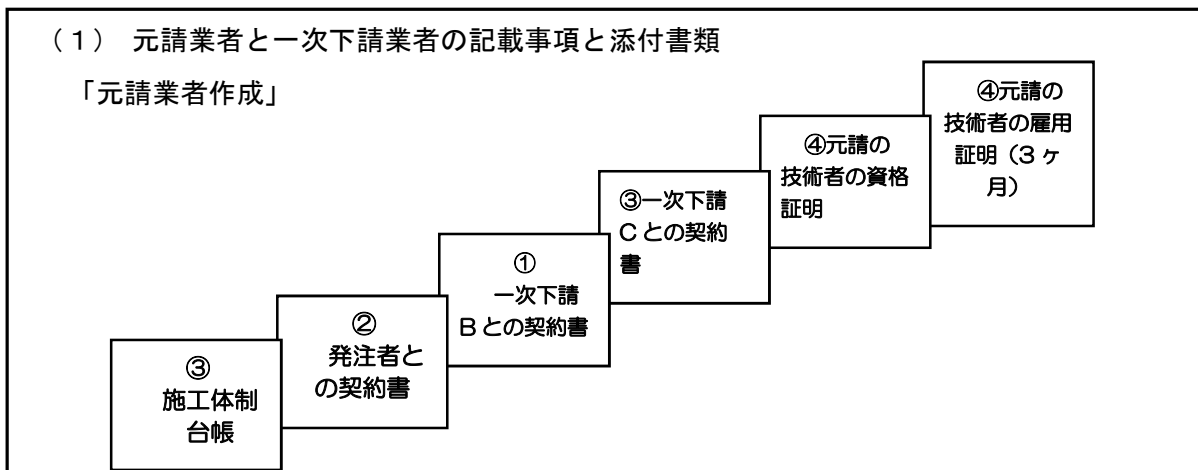 （１） 元請業者と一次下請業者の記載事項と添付書類
「元請業者作成」
③
施工体制
台帳
②
発注者と
の契約書
①
一次下請
Bとの契約書
③一次下請
Cとの契約
書
④元請の
技術者の資格
証明
④元請の
技術者の雇用
証明（3ヶ
月）